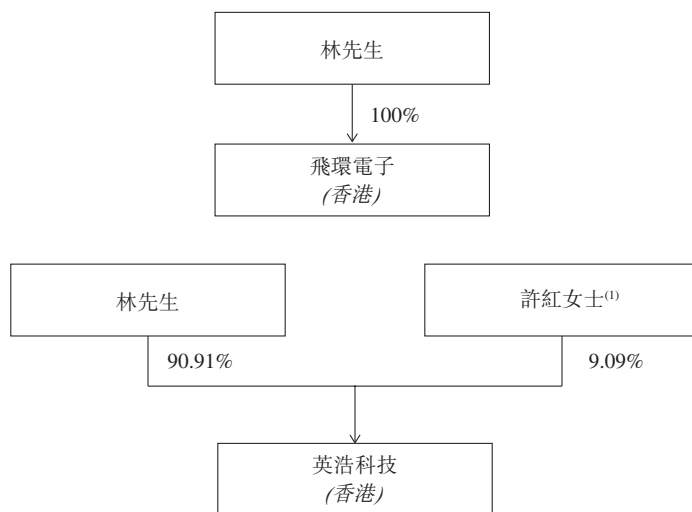 林先生
100%
飛環電子
(香港)
林先生
許紅女士(1)
90.91%
9.09%
英浩科技
(香港)